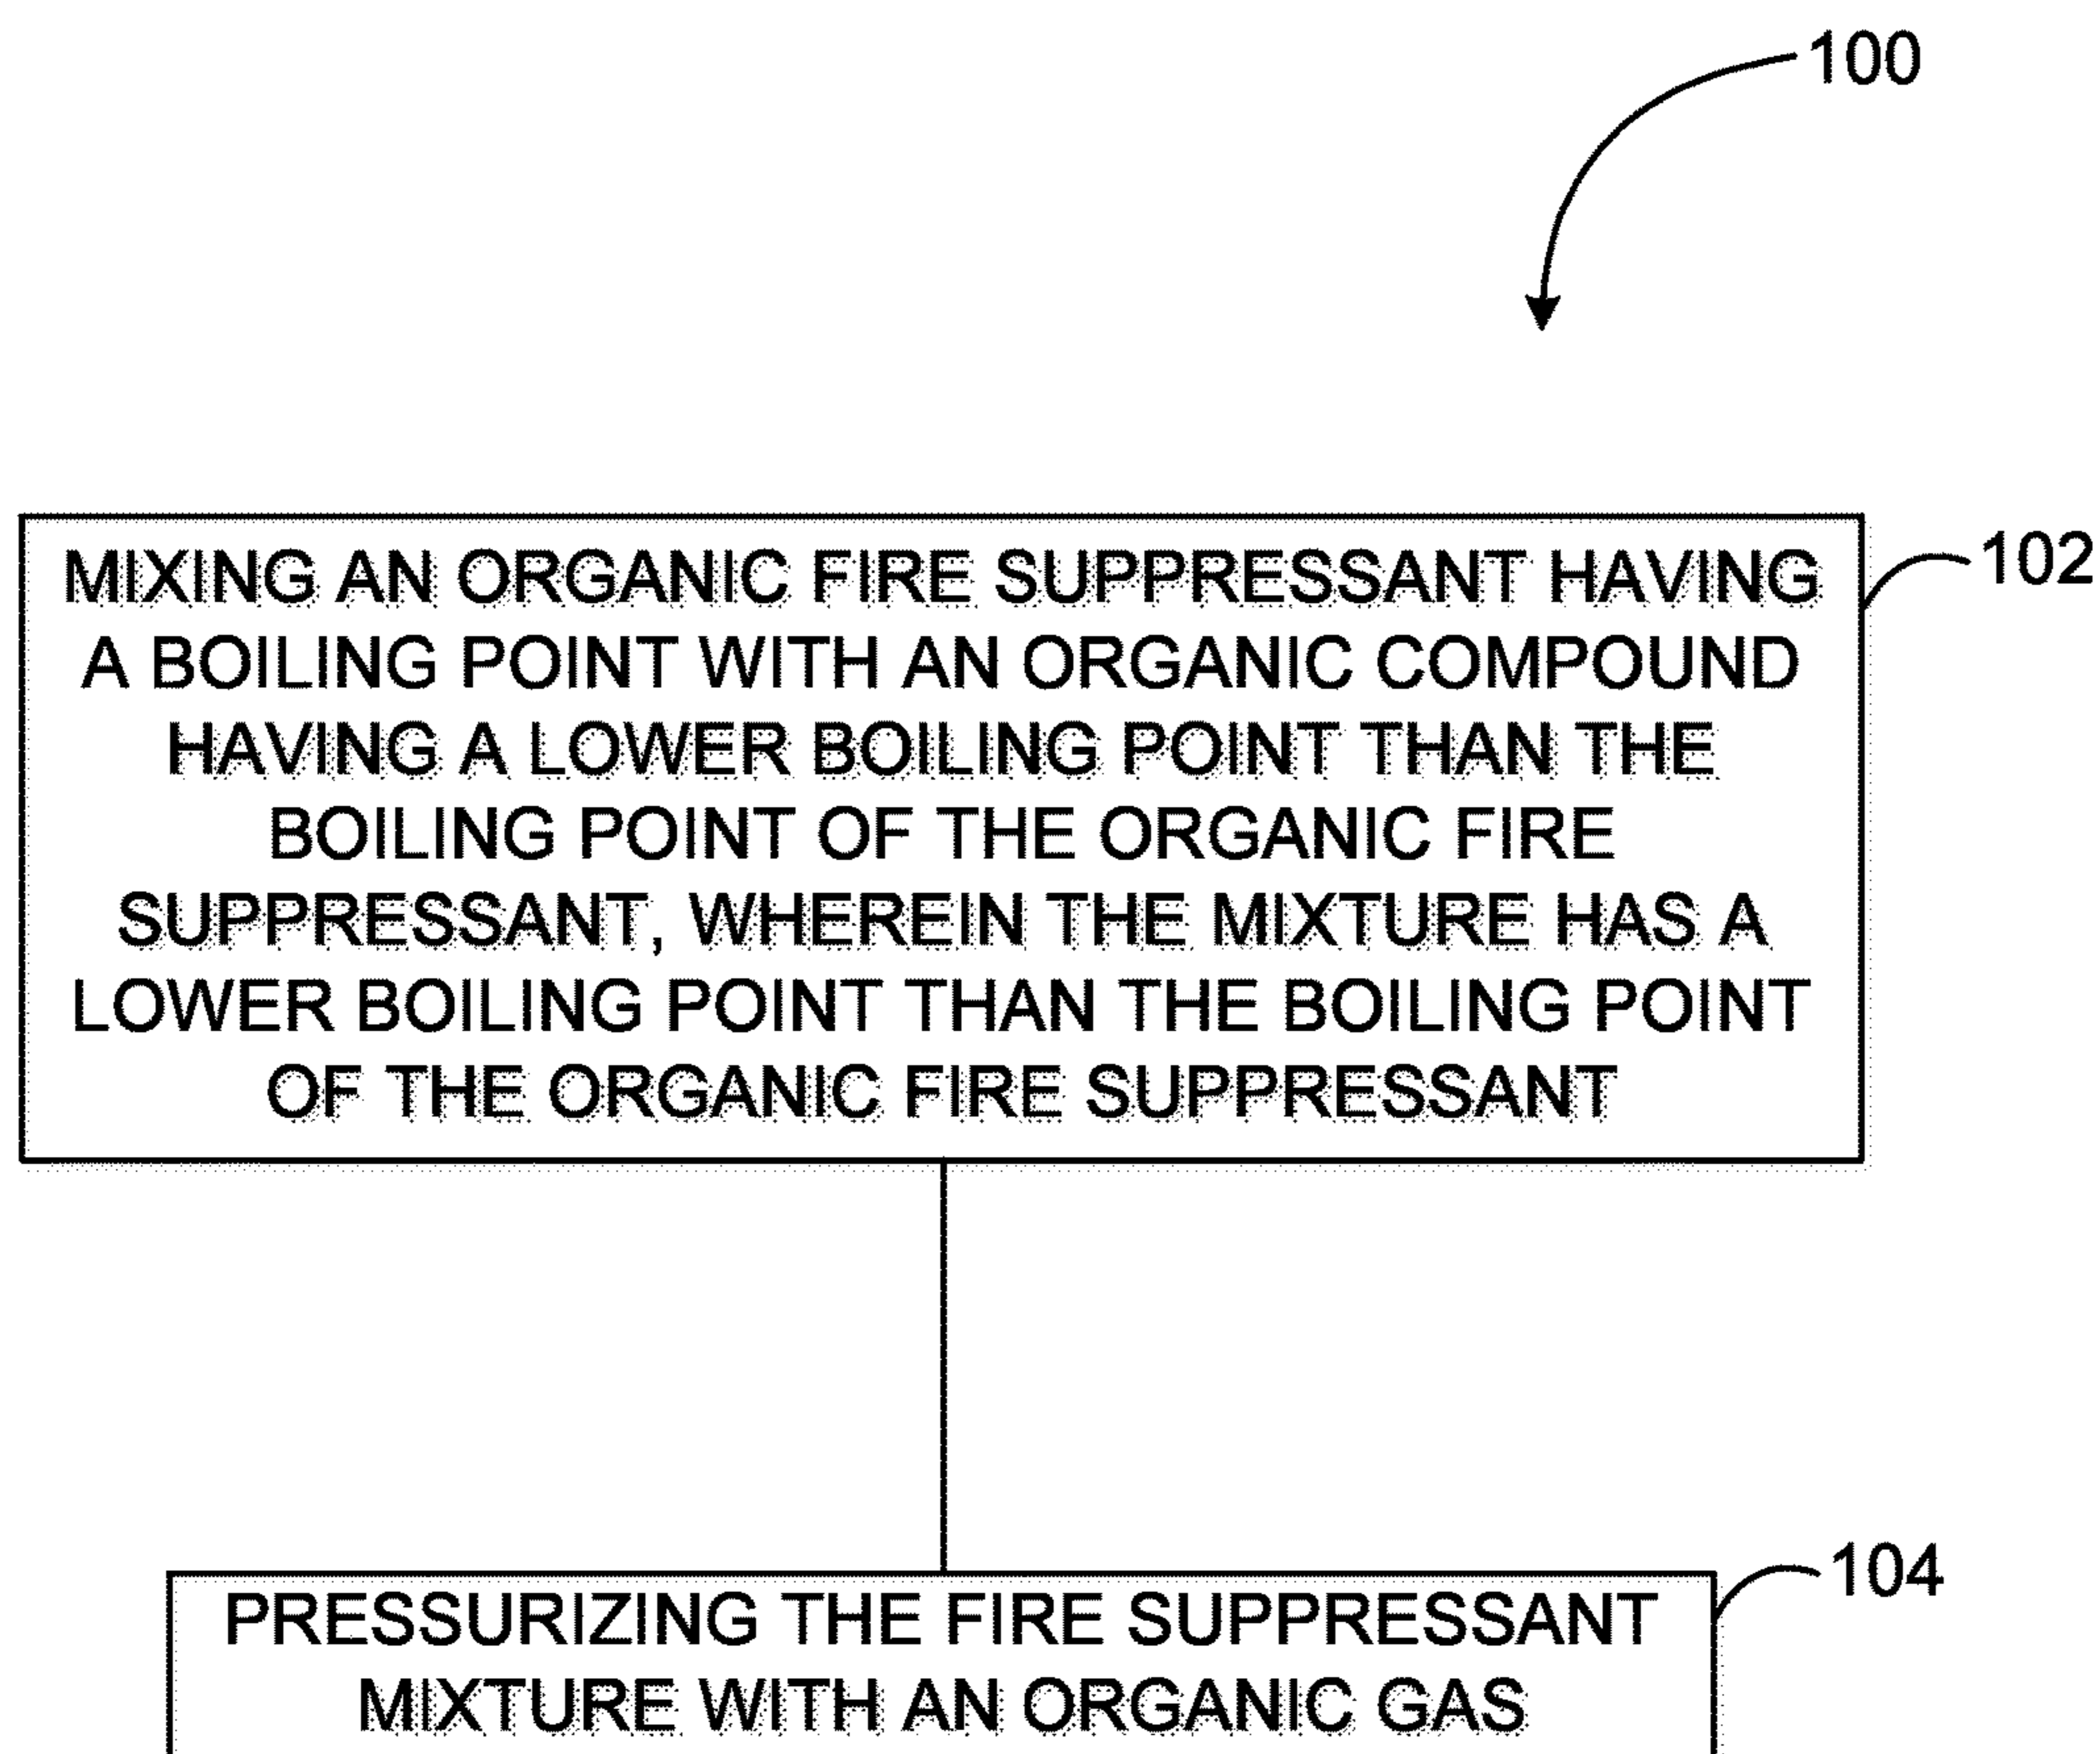 100
MIXING AN ORGANIC FIRE SUPPRESSANT HAVING
A BOILING POINT WITH AN ORGANIC COMPOUND
HAVING A LOWER BOILING POINT THAN THE
BOILING POINT OF THE ORGANIC FIRE
SUPPRESSANT, WHEREIN THE MIXTURE HAS A
LOWER BOILING POINT THAN THE BOILING POINT
OF THE ORGANIC FIRE SUPPRESSANT
102
PRESSURIZING THE FIRE SUPPRESSANT
MIXTURE WITH AN ORGANIC GAS
104